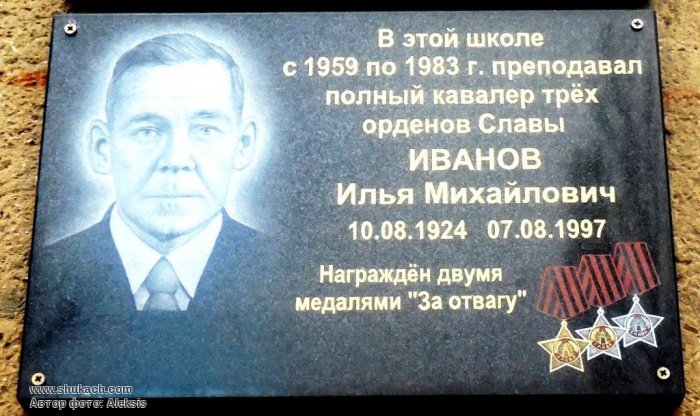 В этой школе
с 1959 по 1983 г. преподавал
полный кавалер трёх
орденов Славы
ИВАНОВ
Илья Михайлович
10.08.1924 07.08.1997
Награждён двумя
медалями "За отвагу"
www.shukach.com
Автор фото: Aleksis